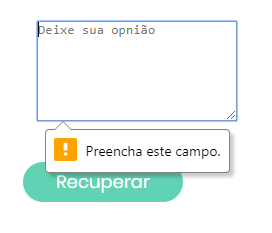 Deixe sua opnião
Preencha este campo.
Recuperar